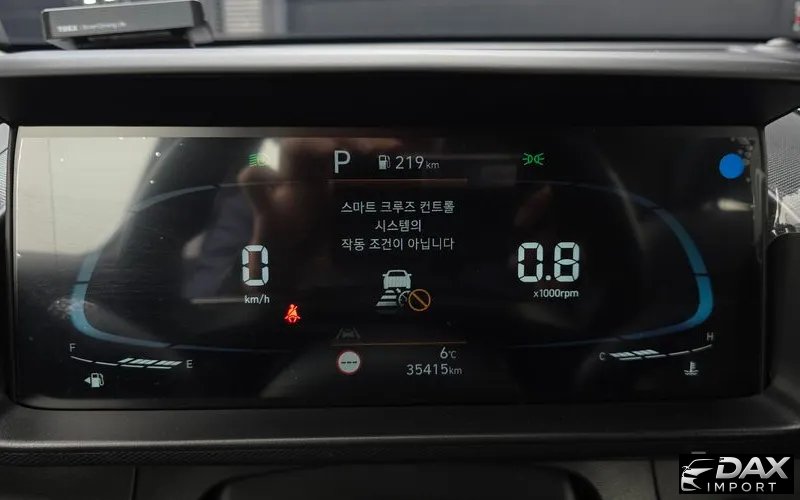 P 219km
스마트 크루즈 컨트롤
시스템의
작동 조건이 아닙니다
0
km/h
0.8
x1000rpm
F E
C H
6℃
35415km
DAX
IMPORT